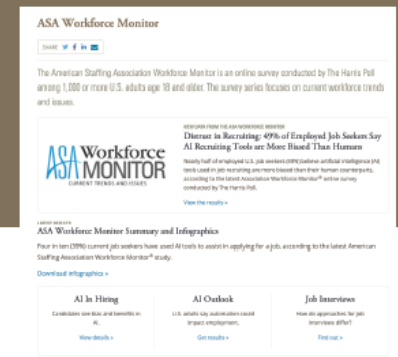 ASA Workforce Monitor
SHARE
The American Staffing Association Workforce Monitor is an online survey conducted by The Harris Poll
among 1,000 or more U.S. adults age 18 and older. The survey series focuses on current workforce trends
and issues.
NEW DATA FROM THE ASA WORKFORCE MONITOR
Distrust in Recruiting: 49% of Employed Job Seekers Say
AI Recruiting Tools are More Biased Than Humans
ASA Workforce
MONITOR
CURRENT TRENDS AND ISSUES
Nearly half of employed U.S. job seekers (49%) believe artificial intelligence (AI)
tools used in job recruiting are more biased than their human counterparts,
according to the latest Association Workforce Monitor® online survey
conducted by The Harris Poll.
View the results »
LATEST RESULTS
ASA Workforce Monitor Summary and Infographics
Four in ten (39%) current job seekers have used AI tools to assist in applying for a job, according to the latest American
Staffing Association Workforce Monitor® study.
Download infographics »
AI In Hiring
Candidates see bias and benefits in
AI.
View details »
AI Outlook
U.S. adults say automation could
impact employment.
Get results »
Job Interviews
How do approaches for job
interviews differ?
Find out »